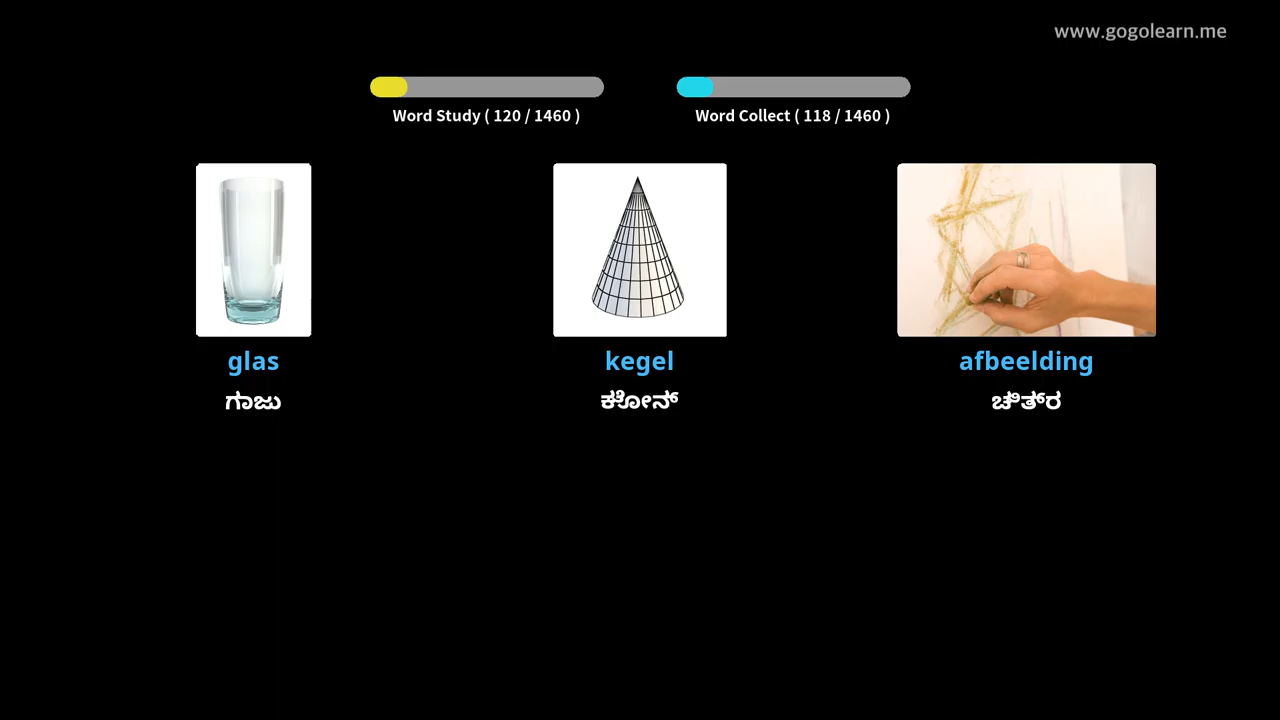 www.gogolearn.me
Word Study ( 120 / 1460 )
Word Collect ( 118 / 1460 )
glas
kegel
afbeelding
ಗಾಜು
ಕೋನ್
ಚಿತ್ರ